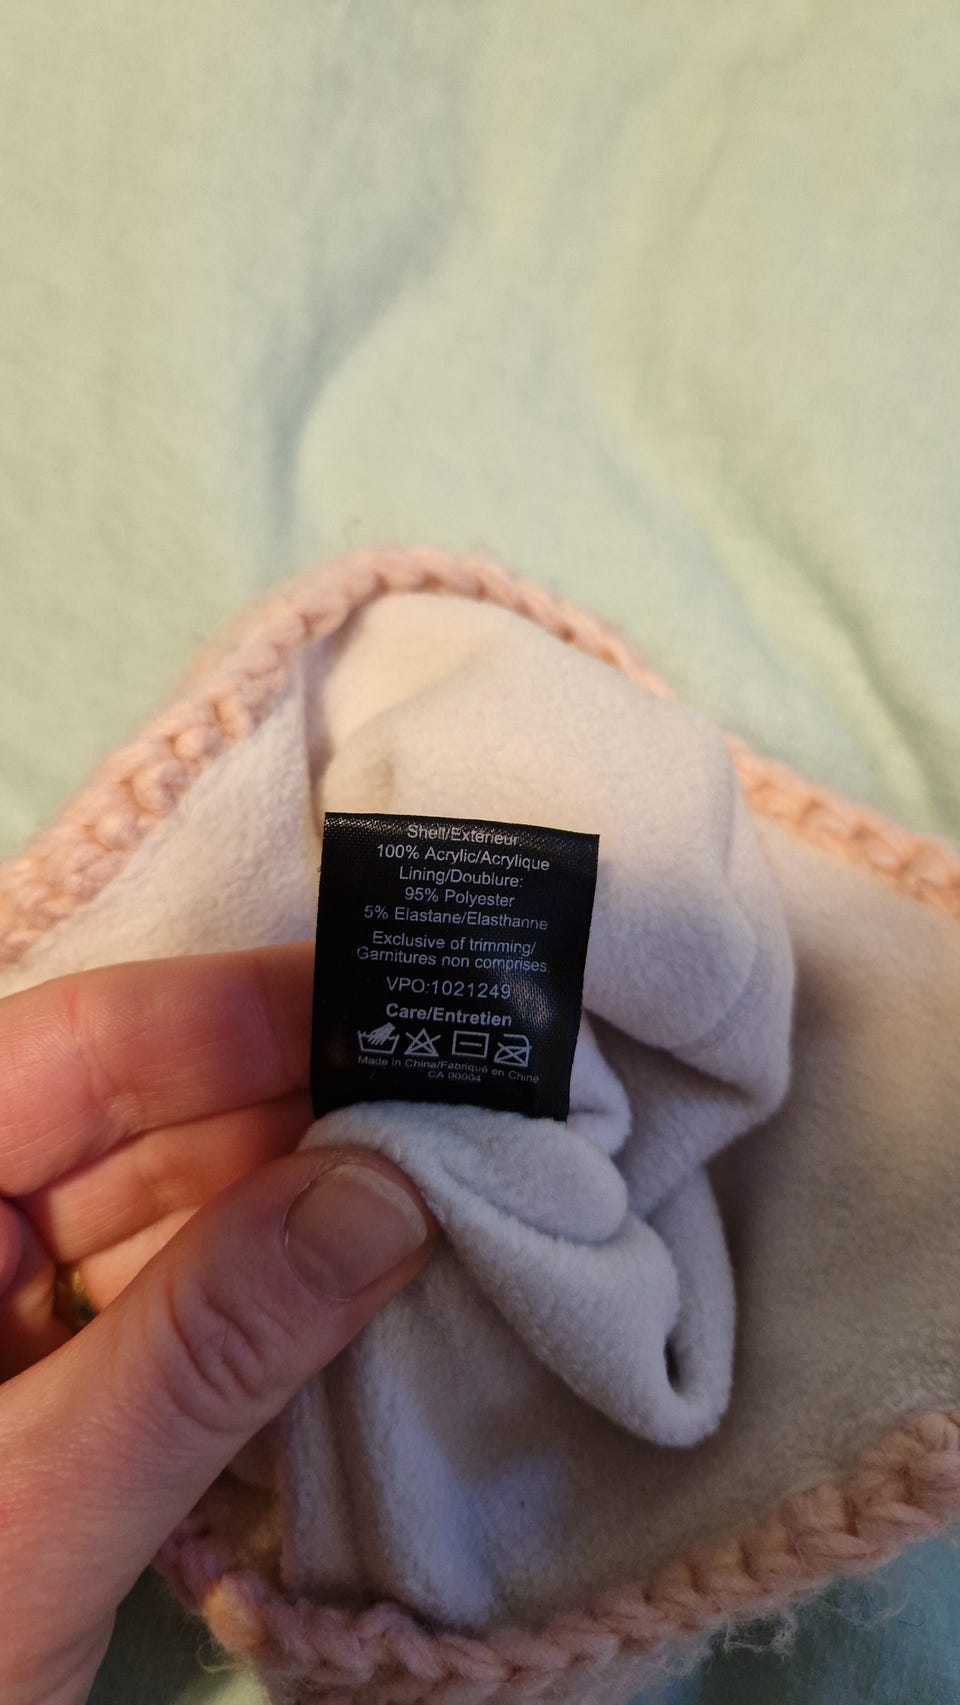 Shell/Extérieur:
100% Acrylic/Acrylique
Lining/Doublure:
95% Polyester
5% Elastane/Elasthanne
Exclusive of trimming/
Garnitures non comprises.
VPO:1021249
Care/Entretien
Made in China/Fabriqué en Chine
CA 00004